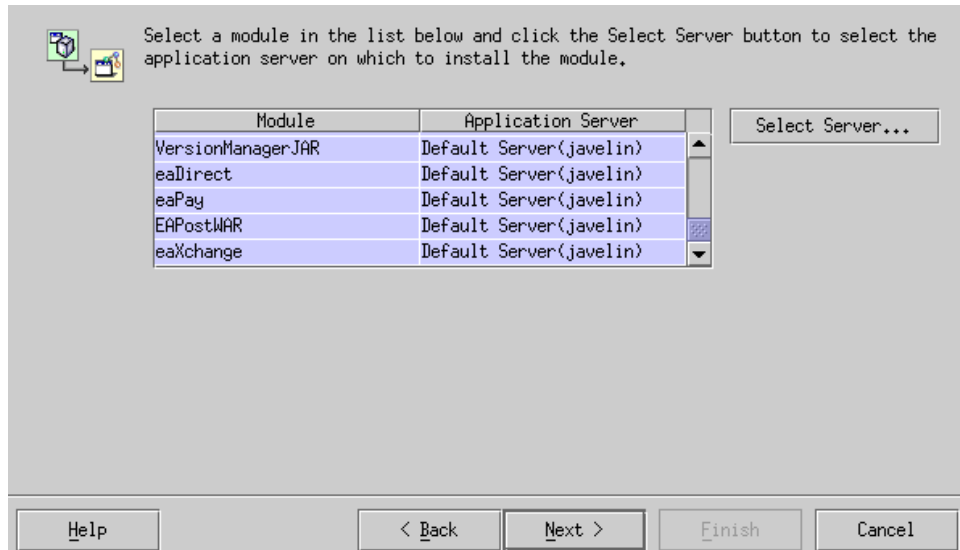 Select a module in the list below and click the Select Server button to select the
application server on which to install the module.
Module Application Server
Select Server...
VersionManagerJAR Default Server(javelin)
eaDirect Default Server(javelin)
eaPay Default Server(javelin)
EAPostWAR Default Server(javelin)
eaXchange Default Server(javelin)
Help < Back Next > Finish Cancel